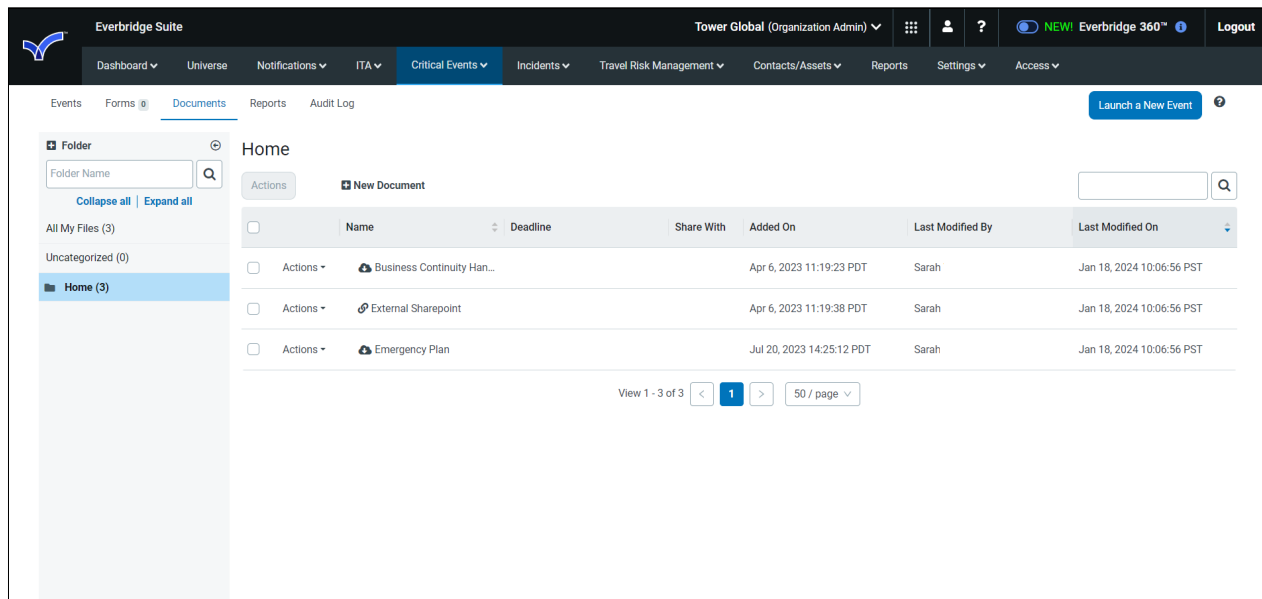 Everbridge Suite
Tower Global (Organization Admin)
?
NEW! Everbridge 360™
Logout
Dashboard
Universe
Notifications
ITA
Critical Events
Incidents
Travel Risk Management
Contacts/Assets
Reports
Settings
Access
Events
Forms 0
Documents
Reports
Audit Log
Launch a New Event
?
Folder
Folder Name
Collapse all | Expand all
All My Files (3)
Uncategorized (0)
Home (3)
Home
Actions
New Document
Name Deadline Share With Added On Last Modified By Last Modified On
Actions Business Continuity Han... Apr 6, 2023 11:19:23 PDT Sarah Jan 18, 2024 10:06:56 PST
Actions External Sharepoint Apr 6, 2023 11:19:38 PDT Sarah Jan 18, 2024 10:06:56 PST
Actions Emergency Plan Jul 20, 2023 14:25:12 PDT Sarah Jan 18, 2024 10:06:56 PST
View 1 - 3 of 3 < 1 > 50 / page